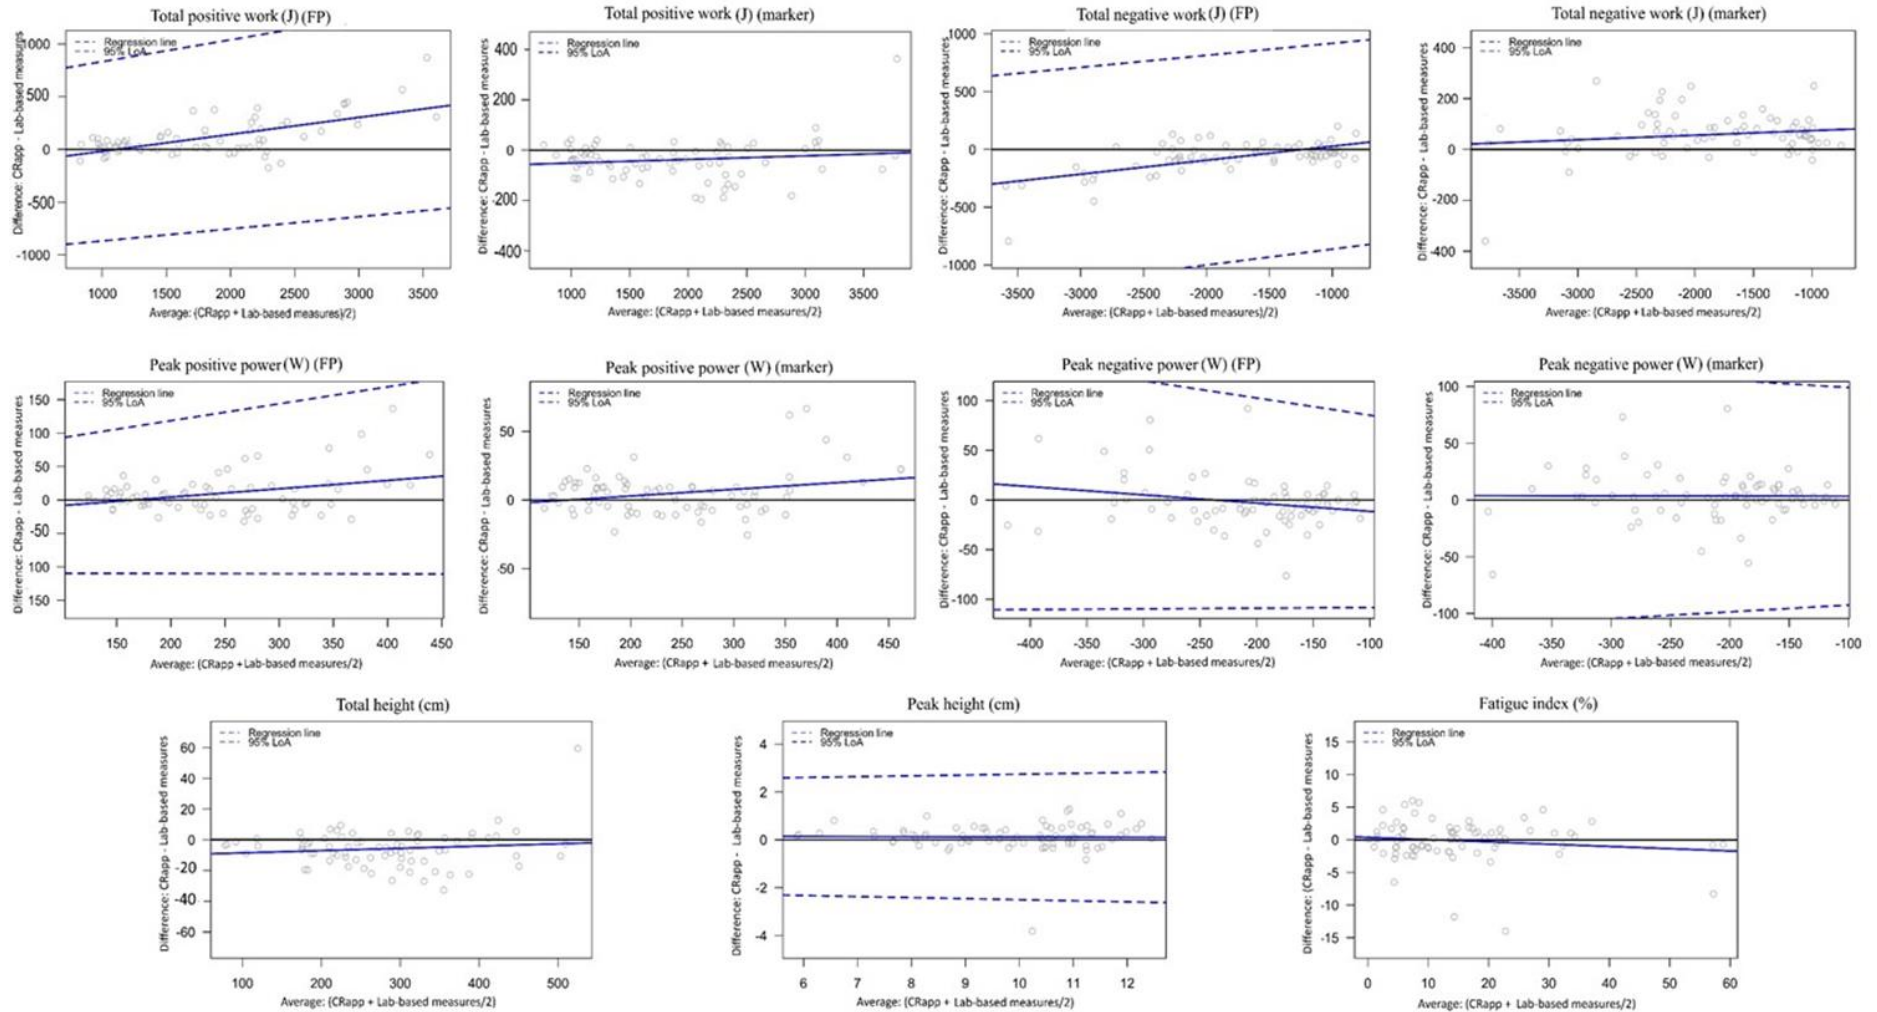 Total positive work (J) (FP)
Difference: CRapp - Lab-based measures
Regression line
95% LoA
1000
500
0
-500
-1000
1000 1500 2000 2500 3000 3500
Average: (CRapp + Lab-based measures)/2)
Total positive work (J) (marker)
Difference: CRapp - Lab-based measures
Regression line
95% LoA
400
200
0
-200
-400
1000 1500 2000 2500 3000 3500
Average: (CRapp + Lab-based measures/2)
Total negative work (J) (FP)
Difference: CRapp - Lab-based measures
Regression line
95% LoA
1000
500
0
-500
-1000
-3500 -3000 -2500 -2000 -1500 -1000
Average: (CRapp + Lab-based measures)/2)
Total negative work (J) (marker)
Difference: CRapp - Lab-based measures
Regression line
95% LoA
400
200
0
-200
-400
-3500 -3000 -2500 -2000 -1500 -1000
Average: (CRapp + Lab-based measures/2)
Peak positive power (W) (FP)
Difference: CRapp - Lab-based measures
Regression line
95% LoA
150
100
50
0
-50
100
150
150 200 250 300 350 400 450
Average: (CRapp + Lab-based measures/2)
Peak positive power (W) (marker)
Difference: CRapp - Lab-based measures
Regression line
95% LoA
50
0
-50
150 200 250 300 350 400 450
Average: (CRapp + Lab-based measures/2)
Peak negative power (W) (FP)
Difference: CRapp - Lab-based measures
Regression line
95% LoA
100
50
0
-50
-100
-400 -350 -300 -250 -200 -150 -100
Average: (CRapp + Lab-based measures/2)
Peak negative power (W) (marker)
Difference: CRapp - Lab-based measures
Regression line
95% LoA
100
50
0
-50
-100
-400 -350 -300 -250 -200 -150 -100
Average: (CRapp + Lab-based measures/2)
Total height (cm)
Difference: CRapp - Lab-based measures
Regression line
95% LoA
60
40
20
0
-20
-40
-60
100 200 300 400 500
Average: (CRapp + Lab-based measures/2)
Peak height (cm)
Difference: CRapp - Lab-based measures
Regression line
95% LoA
4
2
0
-2
-4
6 7 8 9 10 11 12
Average: (CRapp + Lab-based measures/2)
Fatigue index (%)
Difference: (CRapp - Lab-based measures
Regression line
95% LoA
15
10
5
0
-5
-10
-15
0 10 20 30 40 50 60
Average: (CRapp + Lab-based measures/2)